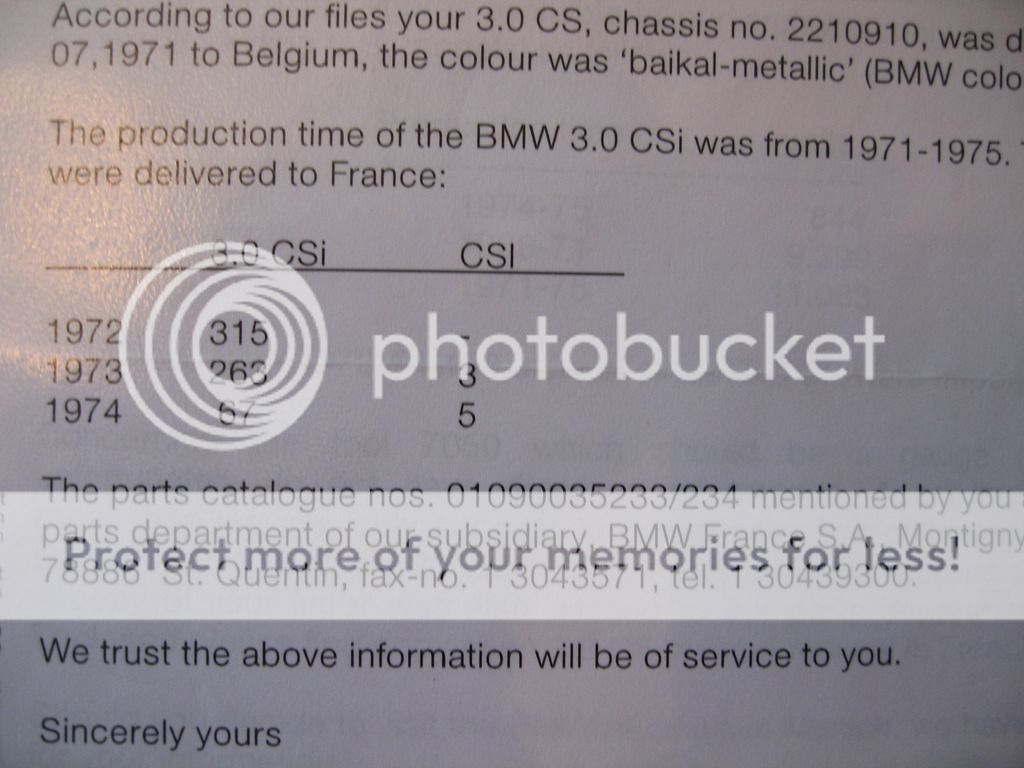 According to our files your 3.0 CS, chassis no. 2210910, was d
07,1971 to Belgium, the colour was 'baikal-metallic' (BMW colo
The production time of the BMW 3.0 CSi was from 1971-1975.
were delivered to France:
3.0 CSi CSI
1972 315 -
1973 263 3
1974 67 5
photobucket
The parts catalogue nos. 01090035233/234 mentioned by you
parts department of our subsidiary, BMW France S.A., Montigny
78886 St. Quentin, fax-no. 1 3043571, tel. 1 30439300.
Protect more of your memories for less!
We trust the above information will be of service to you.
Sincerely yours